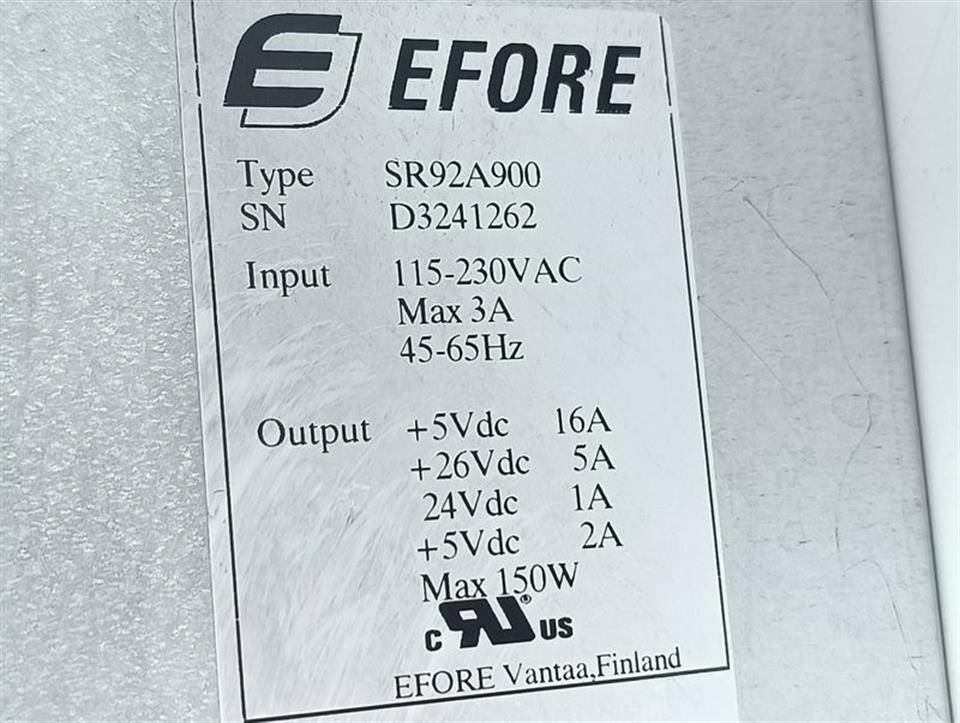 EFORE
Type SR92A900
SN D3241262
Input 115-230VAC
Max 3A
45-65Hz
Output +5Vdc 16A
+26Vdc 5A
24Vdc 1A
+5Vdc 2A
Max 150W
C RU® US
EFORE Vantaa,Finland